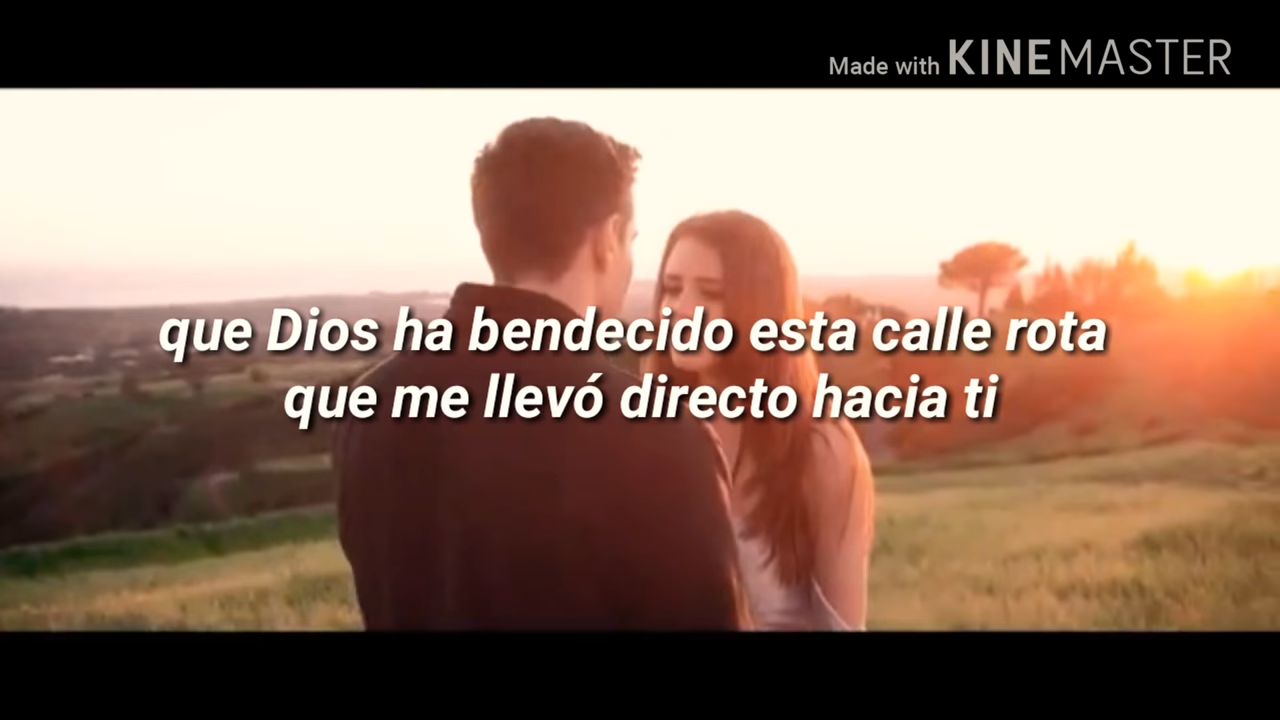 Made with KINEMASTER
que Dios ha bendecido esta calle rota
que me llevó directo hacia ti